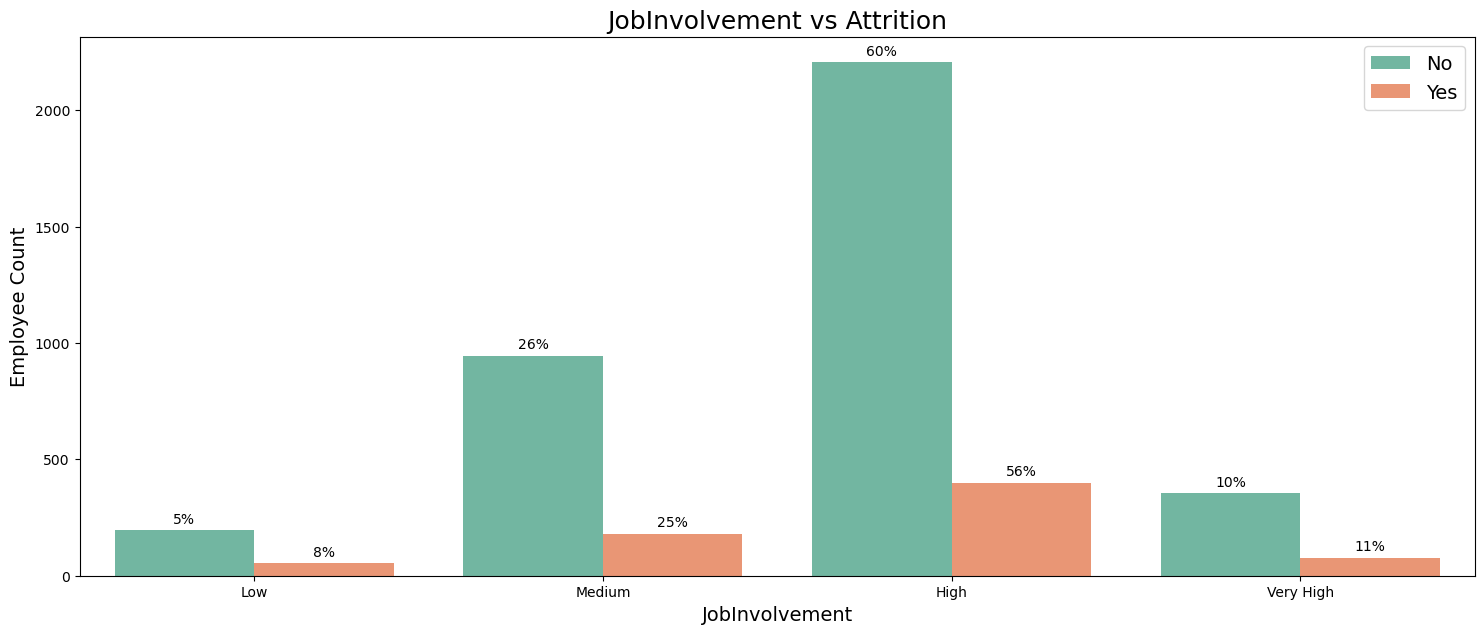 JobInvolvement vs Attrition
60%
No
Yes
2000
1500
Employee Count
1000
26%
500
56%
10%
5%
25%
11%
8%
0
Low Medium High Very High
JobInvolvement